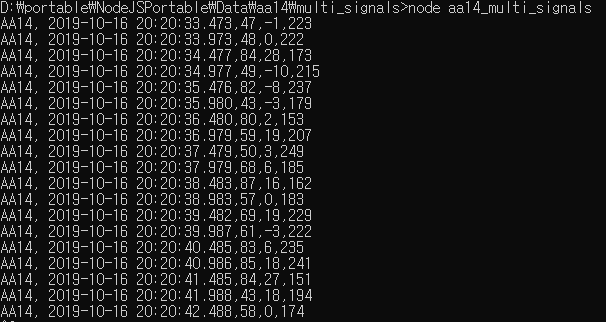 D:₩portable₩NodeJSPortable₩Data₩aa14₩multi_signals>node aa14_multi_signals
AA14, 2019-10-16 20:20:33.473,47,-1,223
AA14, 2019-10-16 20:20:33.973,48,0,222
AA14, 2019-10-16 20:20:34.477,84,28,173
AA14, 2019-10-16 20:20:34.977,49,-10,215
AA14, 2019-10-16 20:20:35.476,82,-8,237
AA14, 2019-10-16 20:20:35.980,43,-3,179
AA14, 2019-10-16 20:20:36.480,80,2,153
AA14, 2019-10-16 20:20:36.979,59,19,207
AA14, 2019-10-16 20:20:37.479,50,3,249
AA14, 2019-10-16 20:20:37.979,68,6,185
AA14, 2019-10-16 20:20:38.483,87,16,162
AA14, 2019-10-16 20:20:38.983,57,0,183
AA14, 2019-10-16 20:20:39.482,69,19,229
AA14, 2019-10-16 20:20:39.987,61,-3,222
AA14, 2019-10-16 20:20:40.485,83,6,235
AA14, 2019-10-16 20:20:40.986,85,18,241
AA14, 2019-10-16 20:20:41.485,84,27,151
AA14, 2019-10-16 20:20:41.988,43,18,194
AA14, 2019-10-16 20:20:42.488,58,0,174